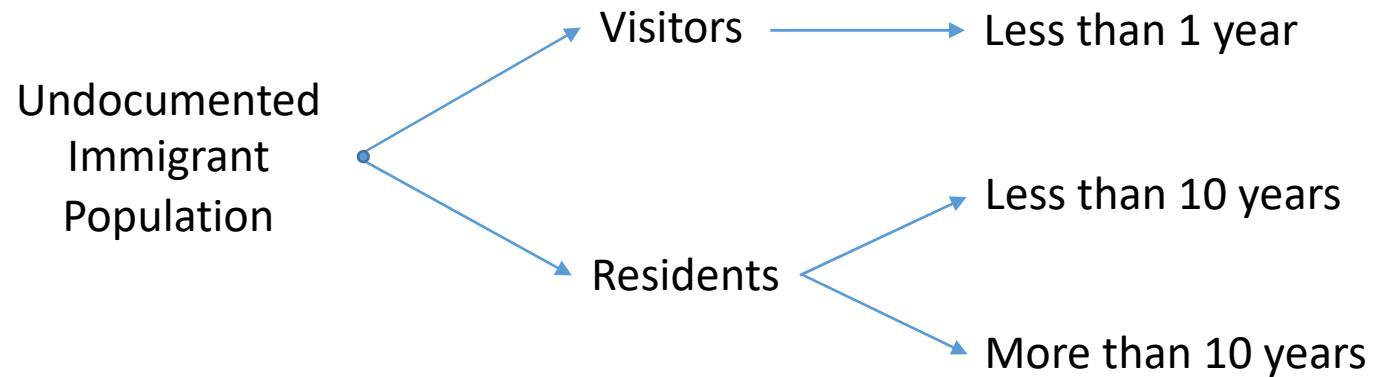 Undocumented
Immigrant
Population
Visitors
Less than 1 year
Residents
Less than 10 years
More than 10 years